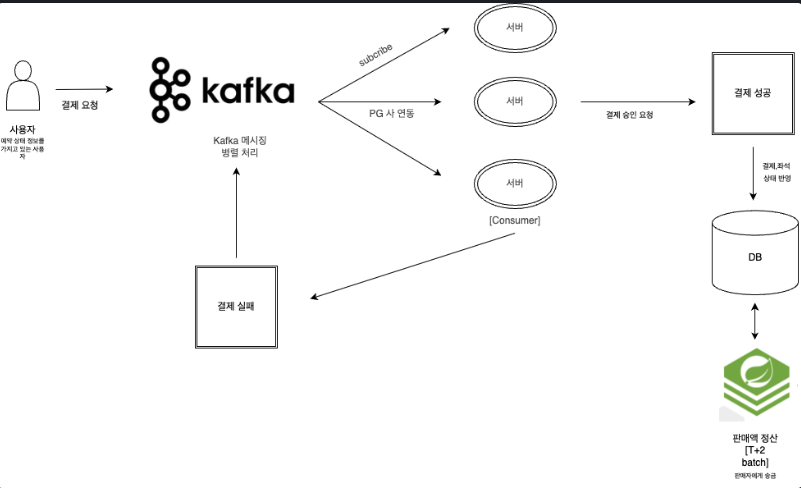 서버
subcribe
kafka
서버
서버
결제 요청
PG 사 연동
결제 승인 요청
결제 성공
사용자
예약 상태 정보를
가지고 있는 사용
자
Kafka 메시징
병렬 처리
결제,좌석
상태 반영
[Consumer]
DB
결제 실패
판매액 정산
[T+2
batch]
판매자에게 송금